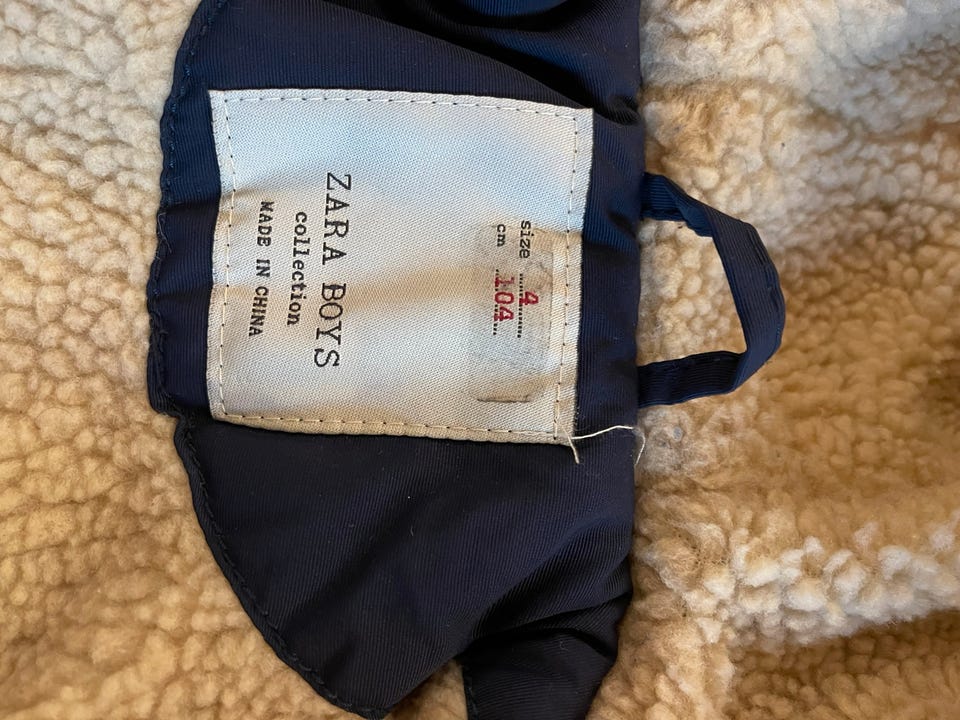 size 4
cm 104
ZARA BOYS
collection
MADE IN CHINA